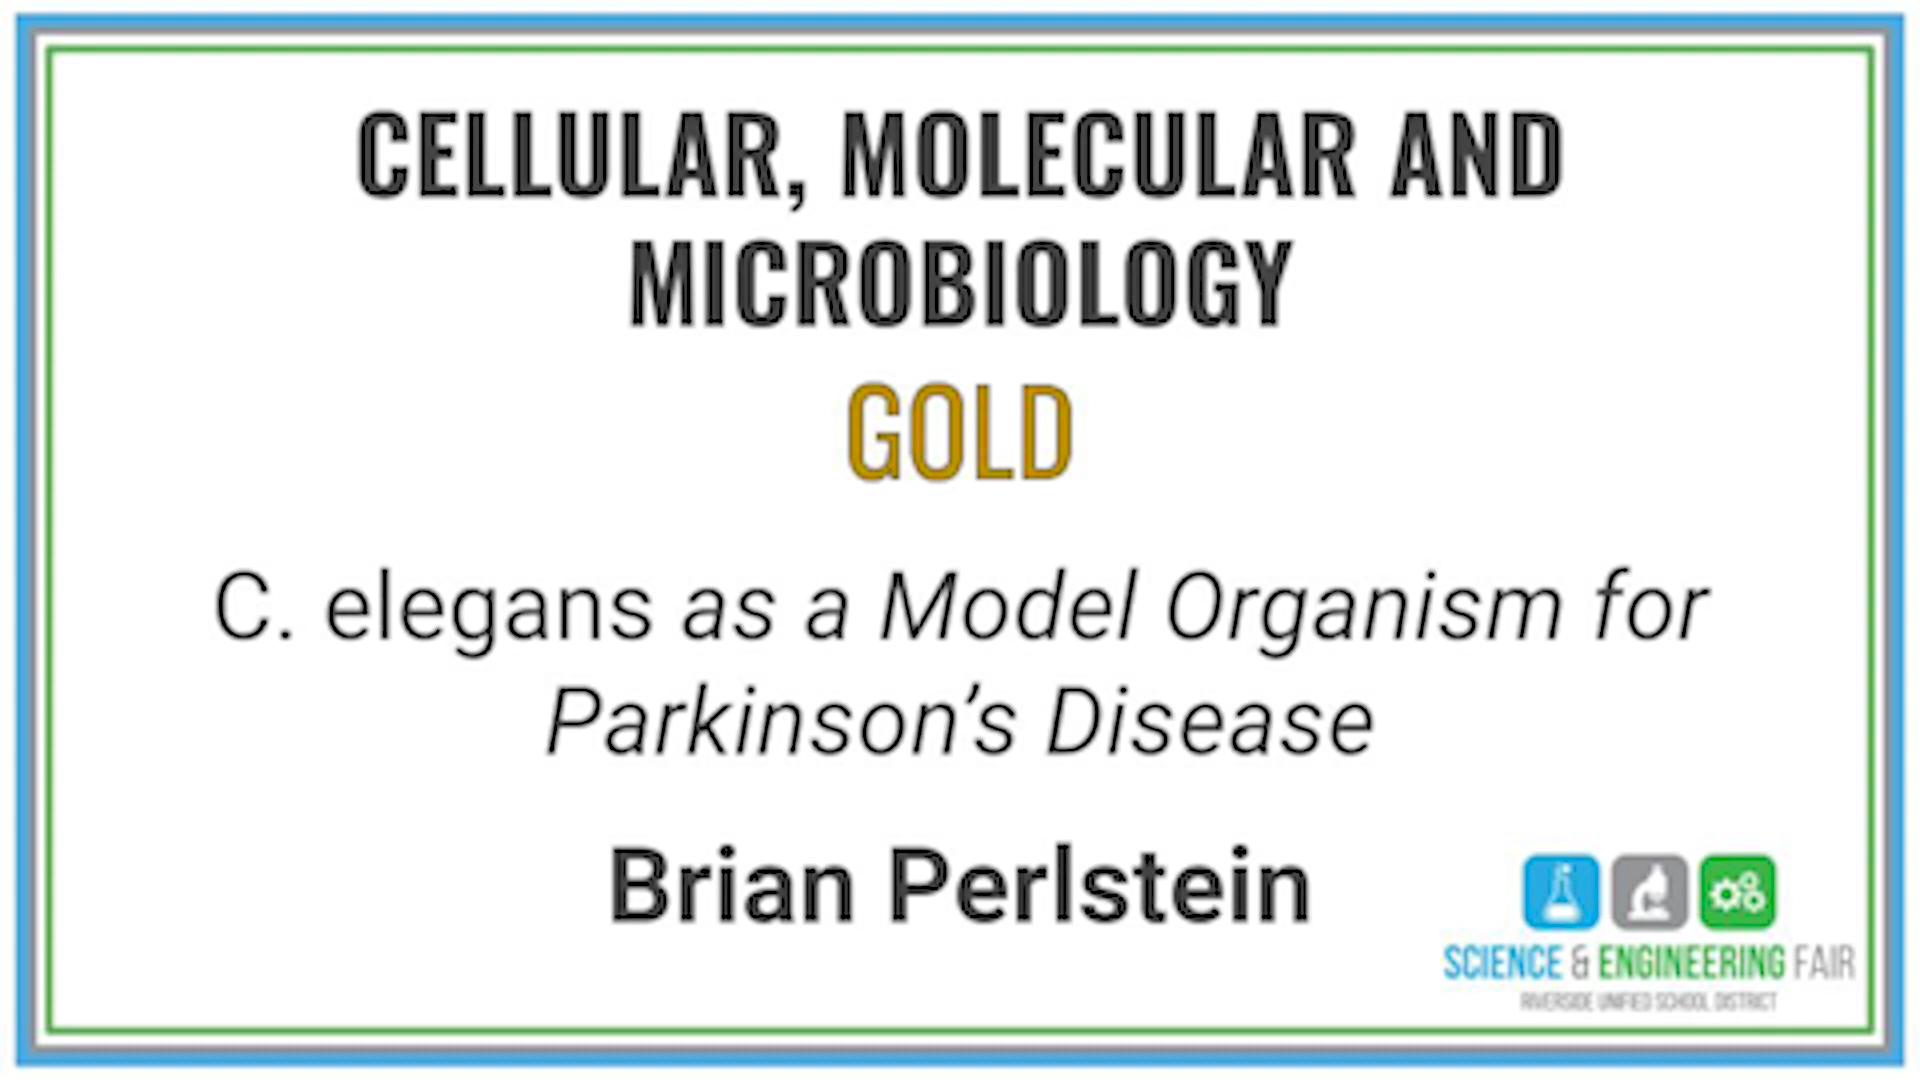 CELLULAR, MOLECULAR AND
MICROBIOLOGY
GOLD
C. elegans as a Model Organism for
Parkinson’s Disease
Brian Perlstein
SCIENCE & ENGINEERING FAIR
RIVERSIDE UNIFIED SCHOOL DISTRICT